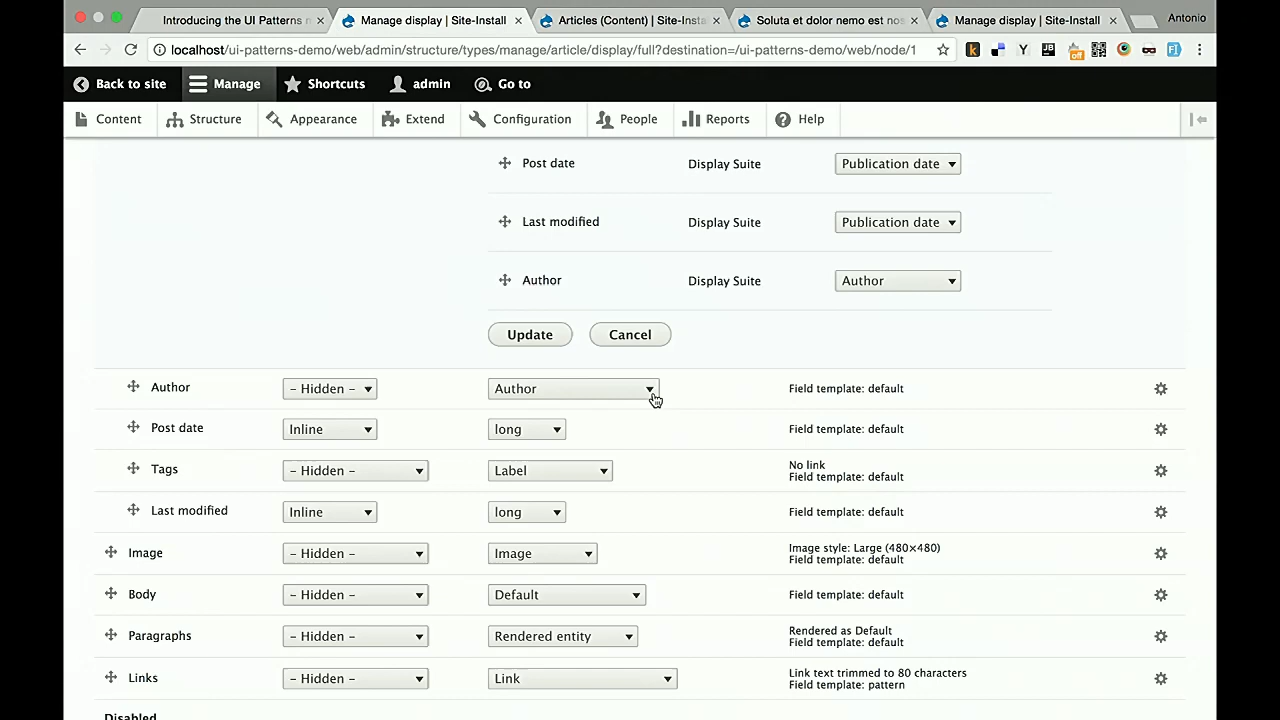 Introducing the UI Patterns
Manage display | Site-Install
Articles (Content) | Site-Insta
Soluta et dolor nemo est nos
Manage display | Site-Install
Antonio
localhost/ui-patterns-demo/web/admin/structure/types/manage/article/display/full?destination=/ui-patterns-demo/web/node/1
Back to site
Manage
Shortcuts
admin
Go to
Content
Structure
Appearance
Extend
Configuration
People
Reports
Help
Post date Display Suite Publication date
Last modified Display Suite Publication date
Author Display Suite Author
Update Cancel
Author - Hidden - Author Field template: default
Post date Inline long Field template: default
Tags - Hidden - Label No link
Field template: default
Last modified Inline long Field template: default
Image - Hidden - Image Image style: Large (480×480)
Field template: default
Body - Hidden - Default Field template: default
Paragraphs - Hidden - Rendered entity Rendered as Default
Field template: default
Links - Hidden - Link Link text trimmed to 80 characters
Field template: pattern
Disabled